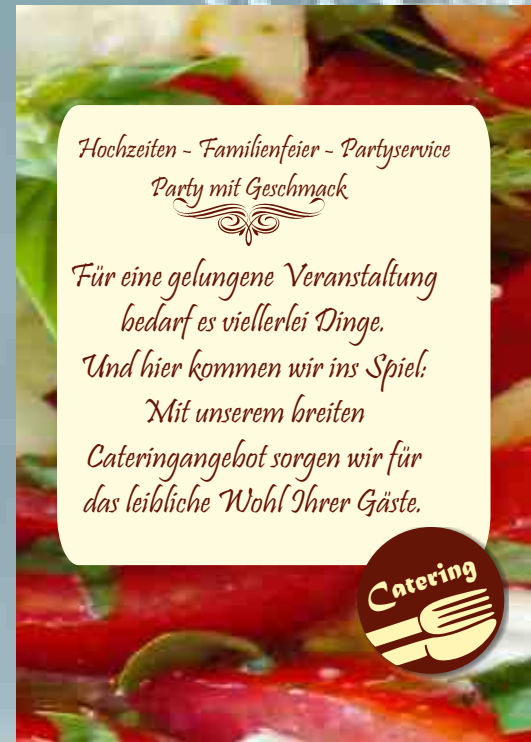 Hochzeiten - Familienfeier - Partyservice
Party mit Geschmack
Für eine gelungene Veranstaltung
bedarf es viellerlei Dinge.
Und hier kommen wir ins Spiel:
Mit unserem breiten
Cateringangebot sorgen wir für
das leibliche Wohl Ihrer Gäste.
Catering